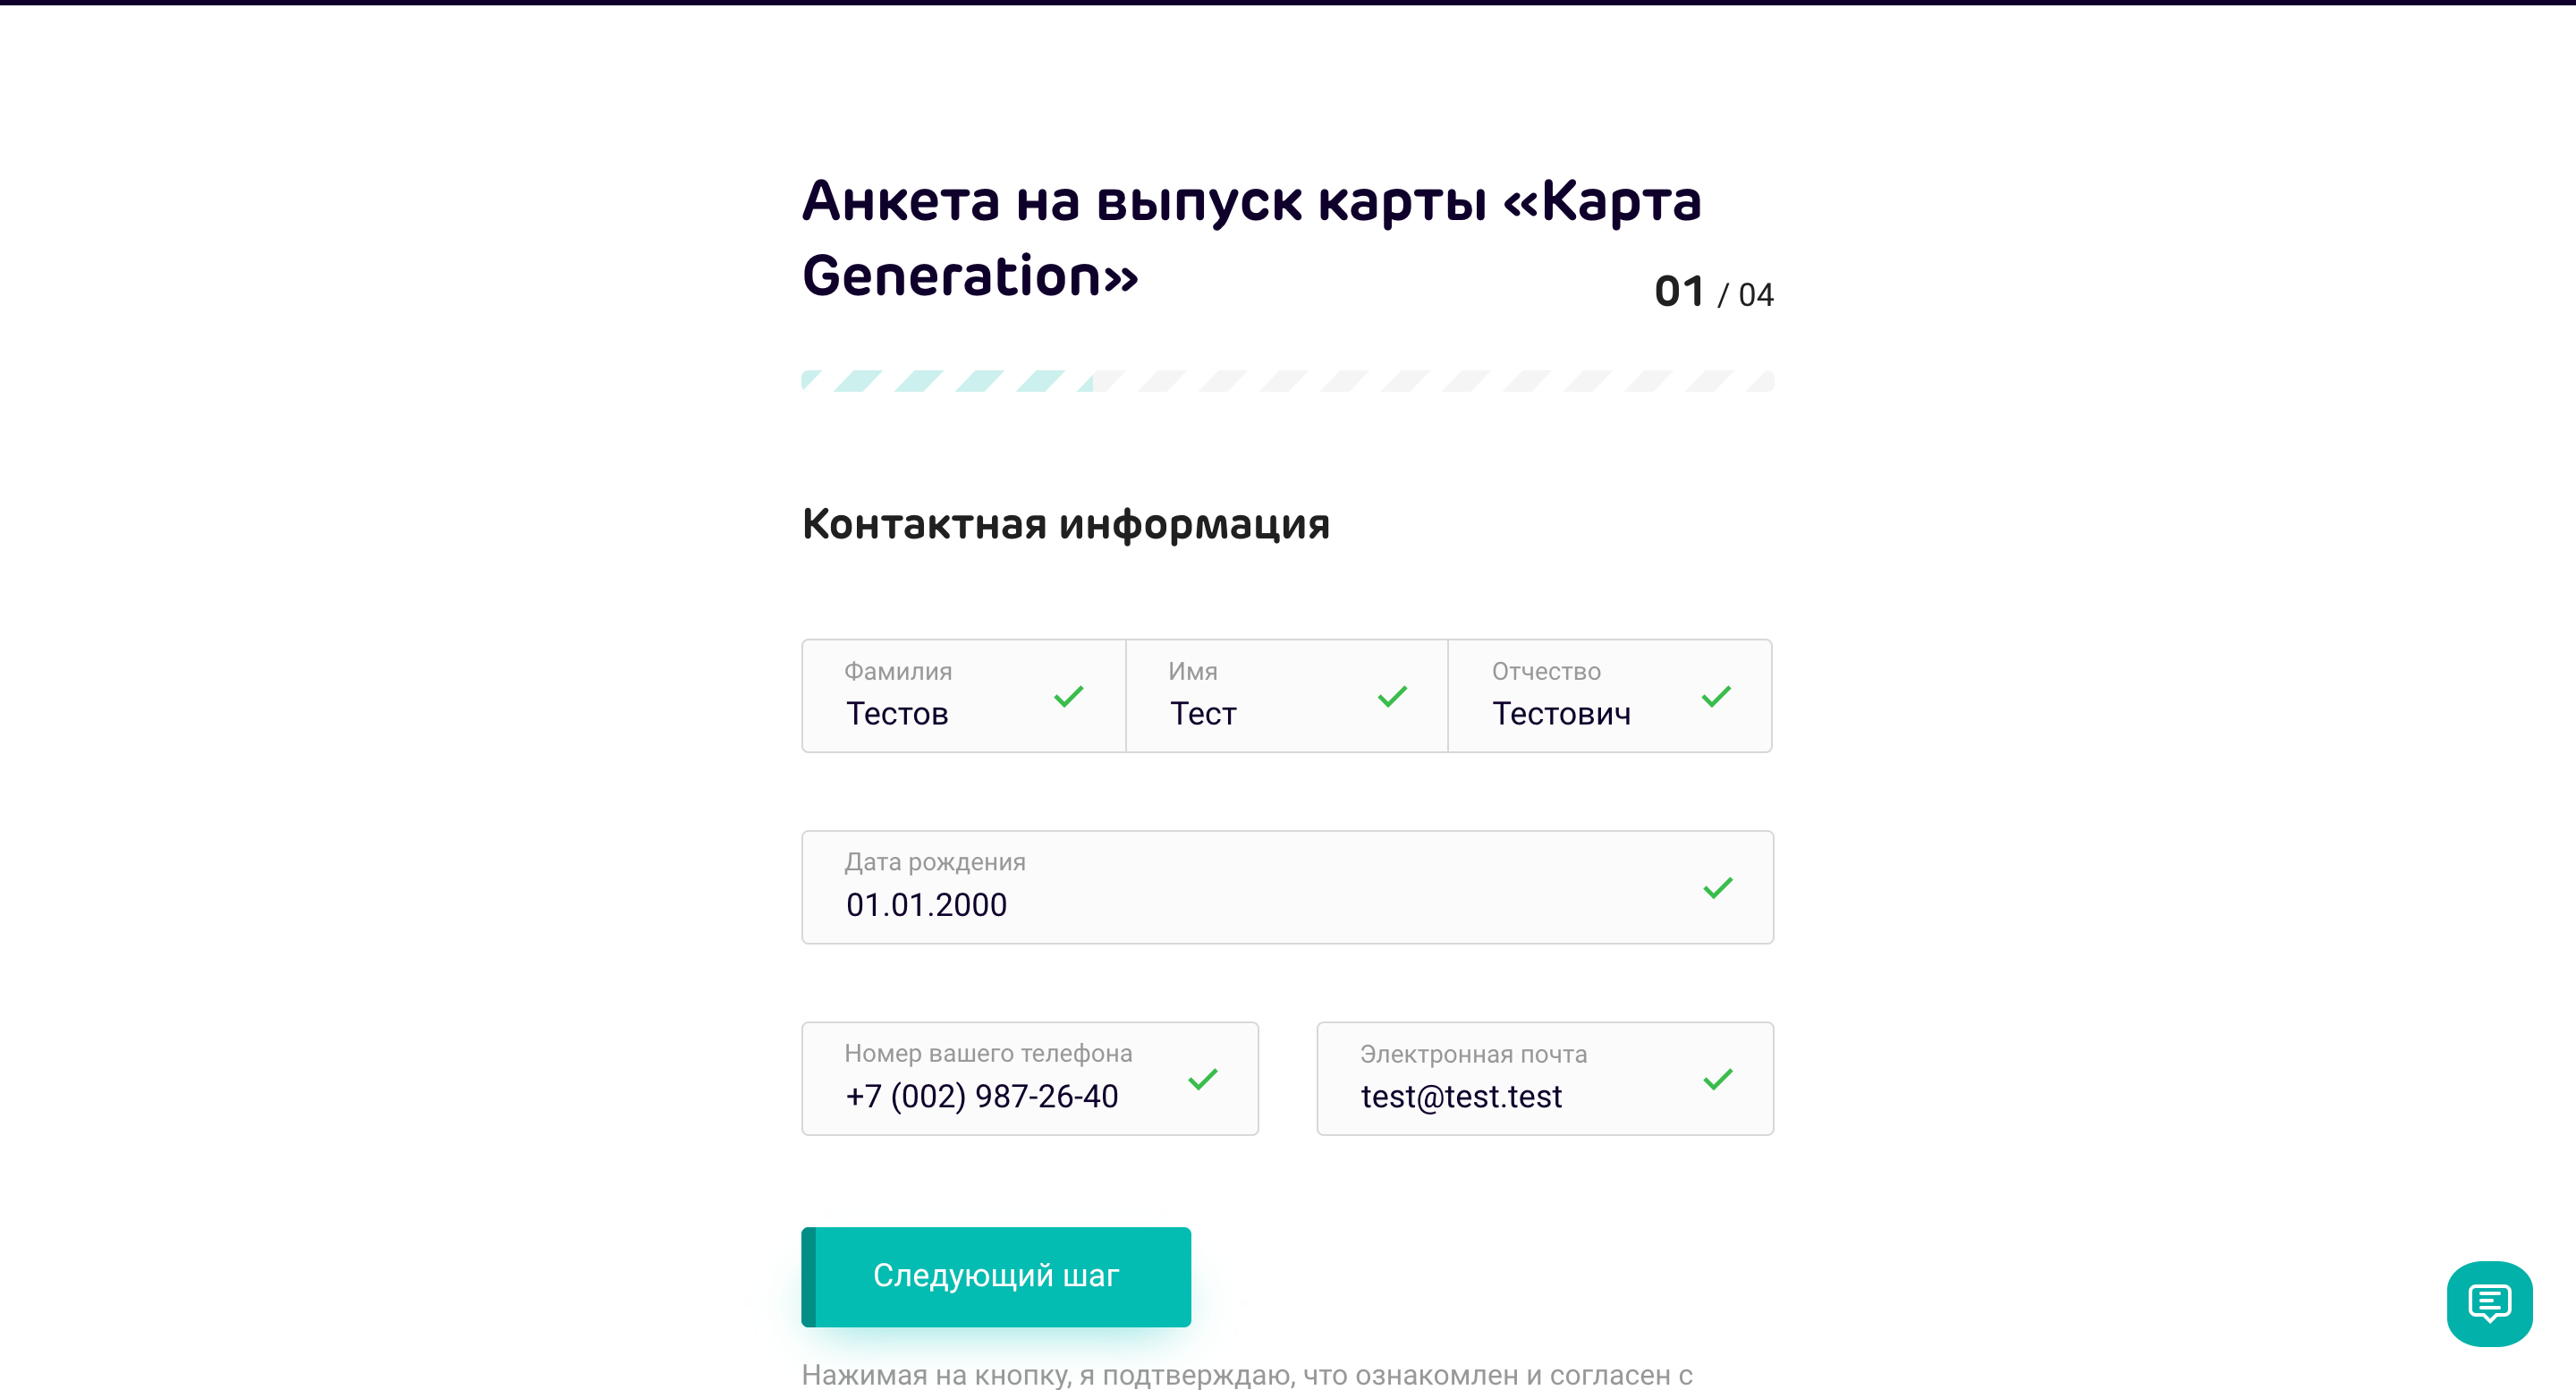 Анкета на выпуск карты «Карта
Generation»
01 / 04
Контактная информация
Фамилия
Тестов
Имя
Тест
Отчество
Тестович
Дата рождения
01.01.2000
Номер вашего телефона
+7 (002) 987-26-40
Электронная почта
test@test.test
Следующий шаг
Нажимая на кнопку, я подтверждаю, что ознакомлен и согласен с